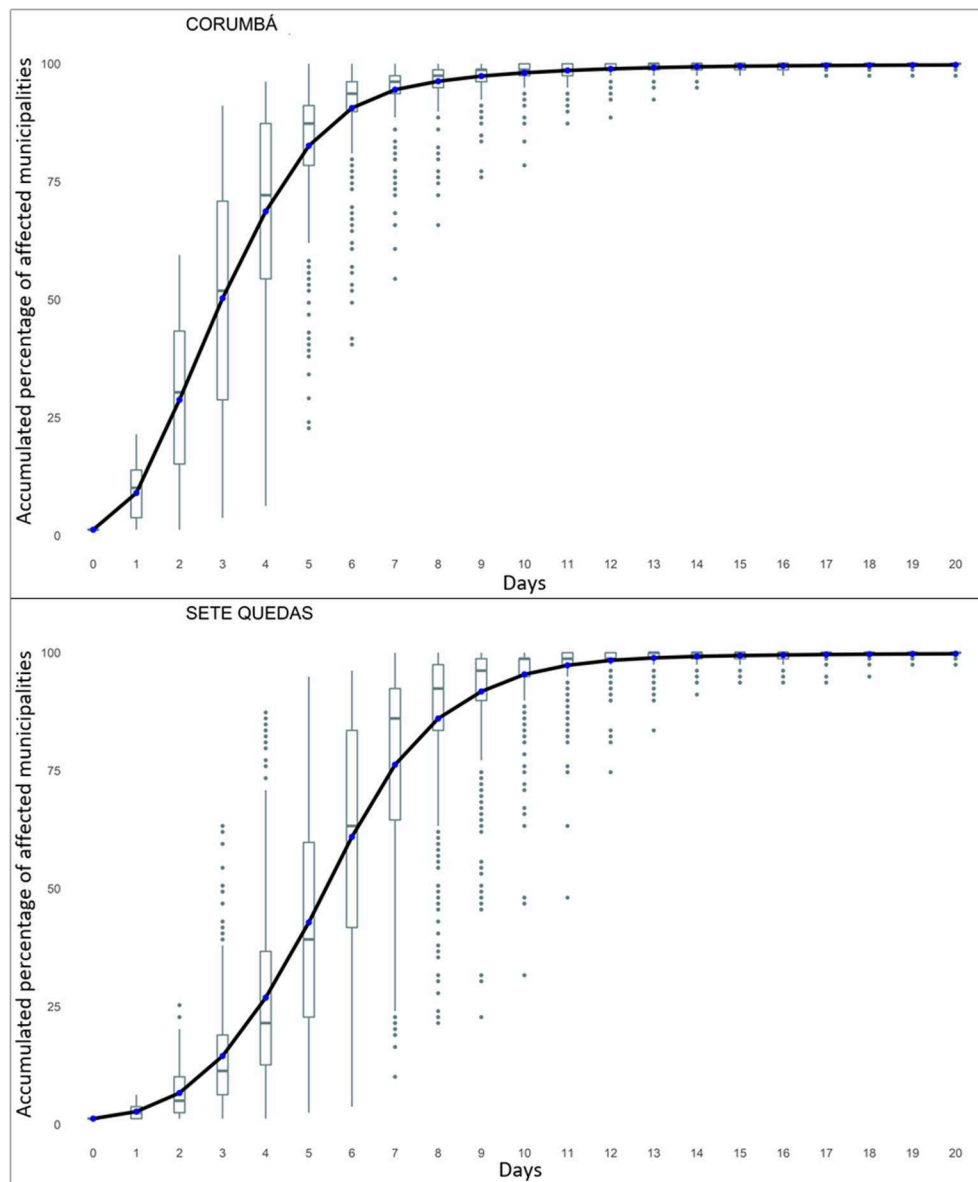 CORUMBÁ
Accumulated percentage of affected municipalities
100
75
50
25
0
0 1 2 3 4 5 6 7 8 9 10 11 12 13 14 15 16 17 18 19 20
Days
SETE QUEDAS
Accumulated percentage of affected municipalities
100
75
50
25
0
0 1 2 3 4 5 6 7 8 9 10 11 12 13 14 15 16 17 18 19 20
Days